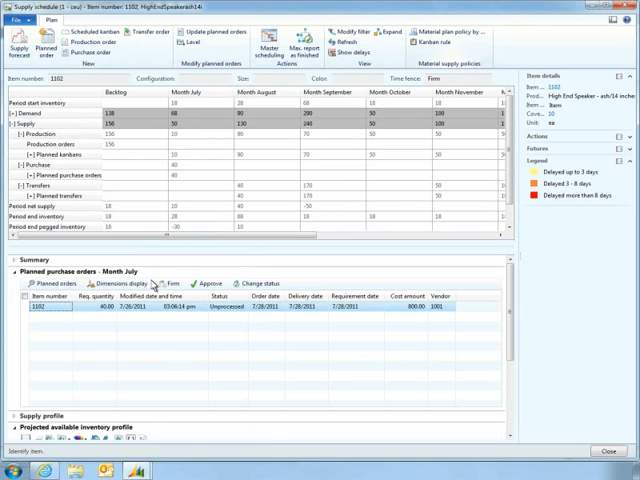 Supply schedule (1 - ceu) - Item number: 1102, HighEndSpeakerash14i
File Plan
Supply forecast
Planned order
Scheduled kanban Transfer order
Production order
Purchase order
New
Update planned orders
Level
Modify planned orders
Master scheduling
Max. report as finished
Actions
Modify filter Expand
Refresh
Show delays
View
Material plan policy by ...
Kanban rule
Material supply policies
Item number: 1102 Configuration: Size: Color: Time fence: Firm
Backlog Month July Month August Month September Month October Month November M
Period start inventory 18 28 68 18 18
[+] Demand 138 68 90 290 50 100
[-] Supply 156 50 130 240 50 100
[-] Production 156 10 90 70 50 100
Production orders 156
[+] Planned kanbans 10 90 70 50 100
[-] Purchase 40
[+] Planned purchase orders 40
[-] Transfers 40 170
[+] Planned transfers 40 170
Period net supply 18 10 40 -50
Period end inventory 18 28 68 18 18 18
Period end pegged inventory 18 -30 10
Summary
Planned purchase orders - Month July
Planned orders Dimensions display Firm Approve Change status
Item number Req. quantity Modified date and time Status Order date Delivery date Requirement date Cost amount Vendor
1102 40.00 7/26/2011 03:06:14 pm Unprocessed 7/28/2011 7/28/2011 7/28/2011 800.00 1001
Supply profile
Projected available inventory profile
Item details
Item ... 1102
Prod... High End Speaker - ash/14 inches
Item ... Item
Cove... 10
Unit: ea
Actions
Futures
Legend
Delayed up to 3 days
Delayed 3 - 8 days
Delayed more than 8 days
Identify item.
Close